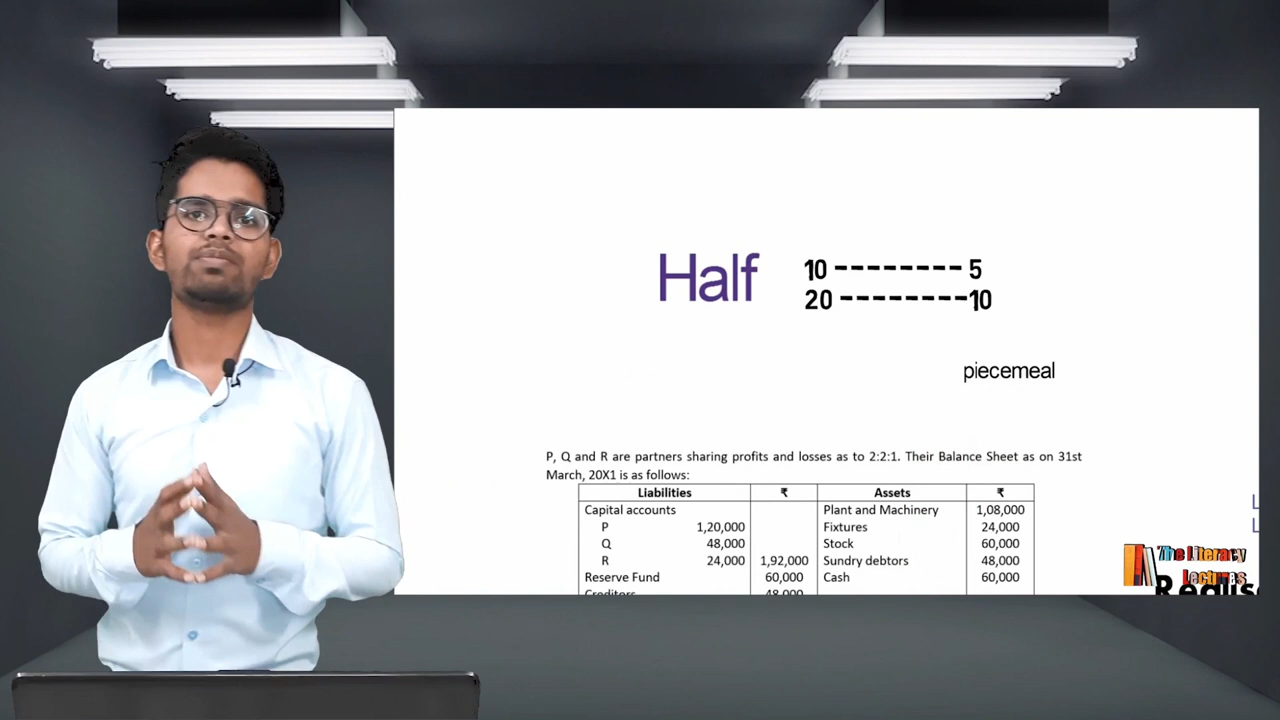 Half
10 -------- 5
20 --------10
piecemeal
P, Q and R are partners sharing profits and losses as to 2:2:1. Their Balance Sheet as on 31st
March, 20X1 is as follows:
Liabilities ₹ Assets ₹
Capital accounts Plant and Machinery 1,08,000
P 1,20,000 Fixtures 24,000
Q 48,000 Stock 60,000
R 24,000 1,92,000 Sundry debtors 48,000
Reserve Fund 60,000 Cash 60,000
Creditors 48,000
The Literacy
Lectures